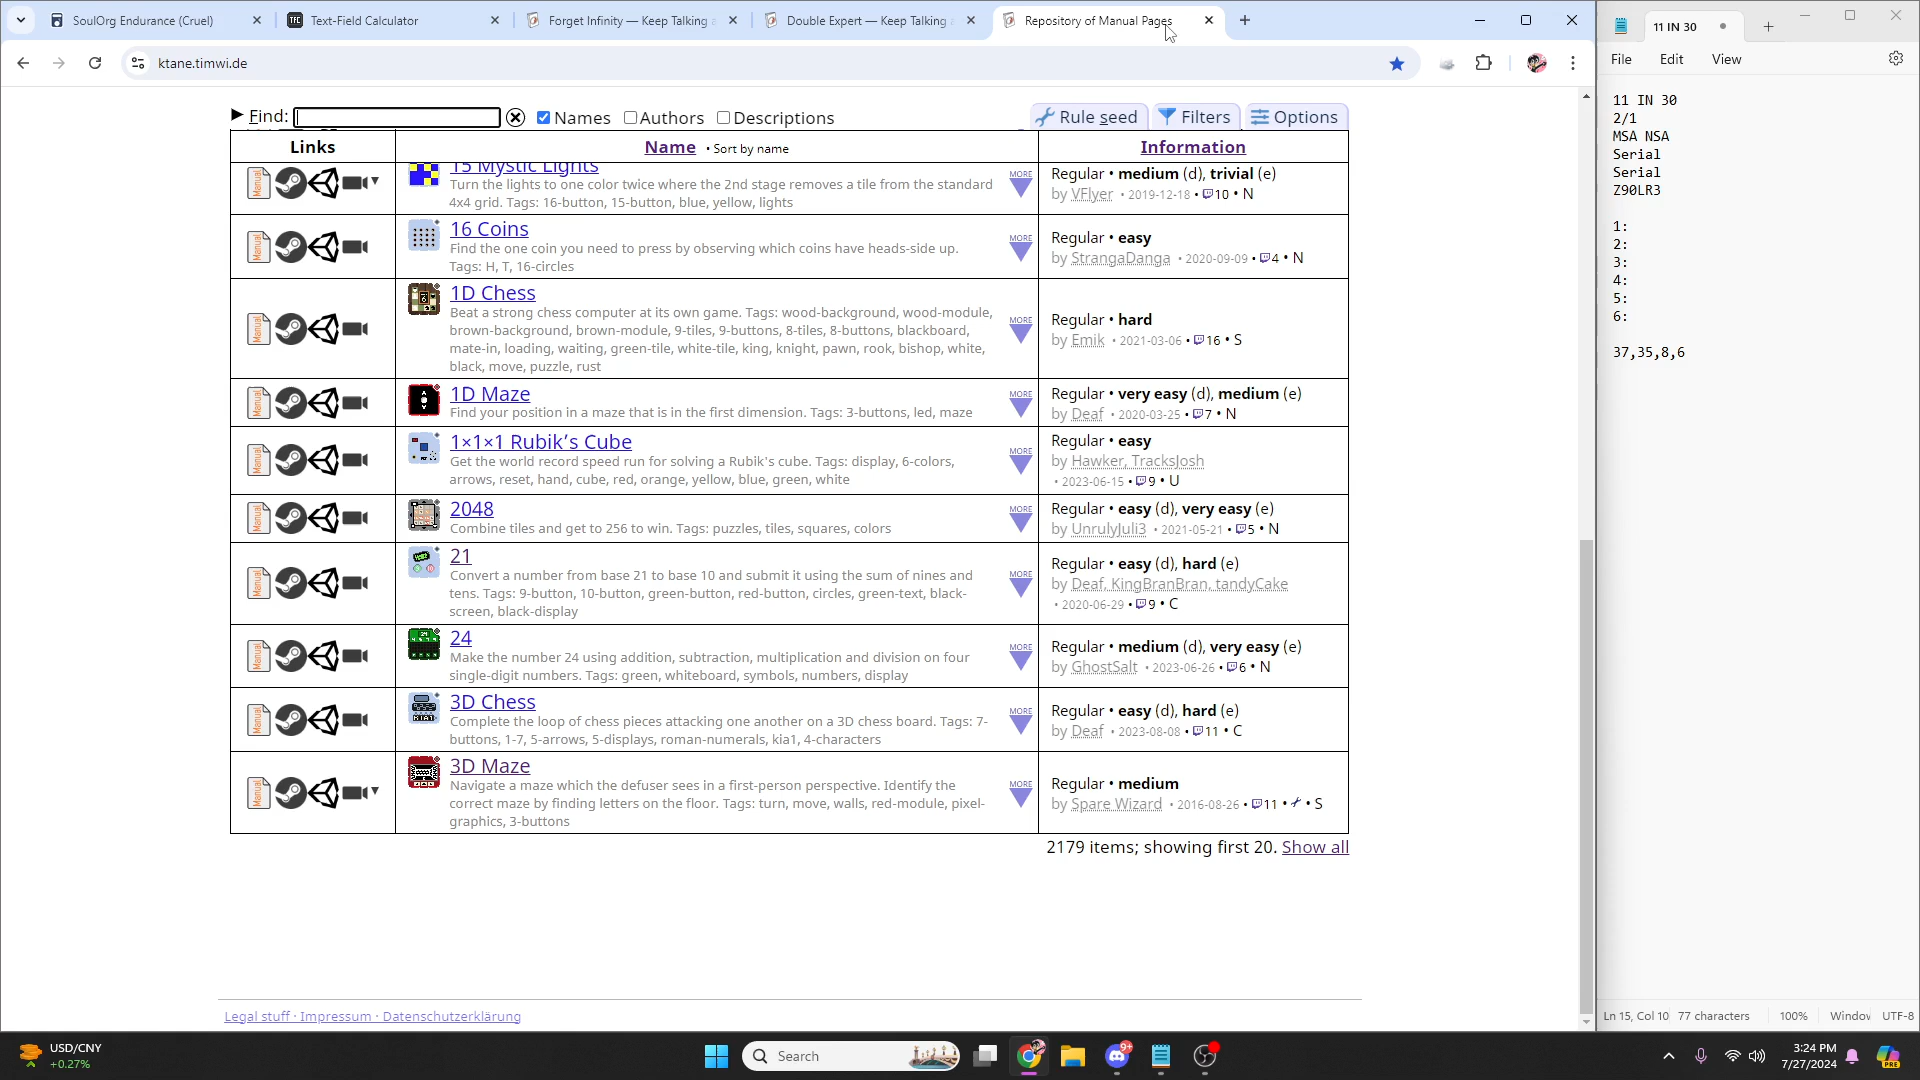 SoulOrg Endurance (Cruel)
Text-Field Calculator
Forget Infinity — Keep Talking
Double Expert — Keep Talking
Repository of Manual Pages
11 IN 30
ktane.timwi.de
File Edit View
Find:
Names Authors Descriptions
Rule seed Filters Options
Links Name • Sort by name Information
15 Mystic Lights
Turn the lights to one color twice where the 2nd stage removes a tile from the standard
4x4 grid. Tags: 16-button, 15-button, blue, yellow, lights
MORE
Regular • medium (d), trivial (e)
by VFlyer • 2019-12-18 • 10 • N
16 Coins
Find the one coin you need to press by observing which coins have heads-side up.
Tags: H, T, 16-circles
MORE
Regular • easy
by StrangaDanga • 2020-09-09 • 4 • N
1D Chess
Beat a strong chess computer at its own game. Tags: wood-background, wood-module,
brown-background, brown-module, 9-tiles, 9-buttons, 8-tiles, 8-buttons, blackboard,
mate-in, loading, waiting, green-tile, white-tile, king, knight, pawn, rook, bishop, white,
black, move, puzzle, rust
MORE
Regular • hard
by Emik • 2021-03-06 • 16 • S
1D Maze
Find your position in a maze that is in the first dimension. Tags: 3-buttons, led, maze
MORE
Regular • very easy (d), medium (e)
by Deaf • 2020-03-25 • 7 • N
1×1×1 Rubik’s Cube
Get the world record speed run for solving a Rubik's cube. Tags: display, 6-colors,
arrows, reset, hand, cube, red, orange, yellow, blue, green, white
MORE
Regular • easy
by Hawker, TracksJosh
• 2023-06-15 • 9 • U
2048
Combine tiles and get to 256 to win. Tags: puzzles, tiles, squares, colors
MORE
Regular • easy (d), very easy (e)
by UnrulyJuli3 • 2021-05-21 • 5 • N
21
Convert a number from base 21 to base 10 and submit it using the sum of nines and
tens. Tags: 9-button, 10-button, green-button, red-button, circles, green-text, black-
screen, black-display
MORE
Regular • easy (d), hard (e)
by Deaf, KingBranBran, tandyCake
• 2020-06-29 • 9 • C
24
Make the number 24 using addition, subtraction, multiplication and division on four
single-digit numbers. Tags: green, whiteboard, symbols, numbers, display
MORE
Regular • medium (d), very easy (e)
by GhostSalt • 2023-06-26 • 6 • N
3D Chess
Complete the loop of chess pieces attacking one another on a 3D chess board. Tags: 7-
buttons, 1-7, 5-arrows, 5-displays, roman-numerals, kia1, 4-characters
MORE
Regular • easy (d), hard (e)
by Deaf • 2023-08-08 • 11 • C
3D Maze
Navigate a maze which the defuser sees in a first-person perspective. Identify the
correct maze by finding letters on the floor. Tags: turn, move, walls, red-module, pixel-
graphics, 3-buttons
MORE
Regular • medium
by Spare Wizard • 2016-08-26 • 11 • • S
2179 items; showing first 20. Show all
Legal stuff · Impressum · Datenschutzerklärung
11 IN 30
2/1
MSA NSA
Serial
Serial
Z90LR3
1:
2:
3:
4:
5:
6:
37,35,8,6
Ln 15, Col 10 77 characters 100% Window UTF-8
USD/CNY
+0.27%
Search
9+
3:24 PM
7/27/2024
PRE